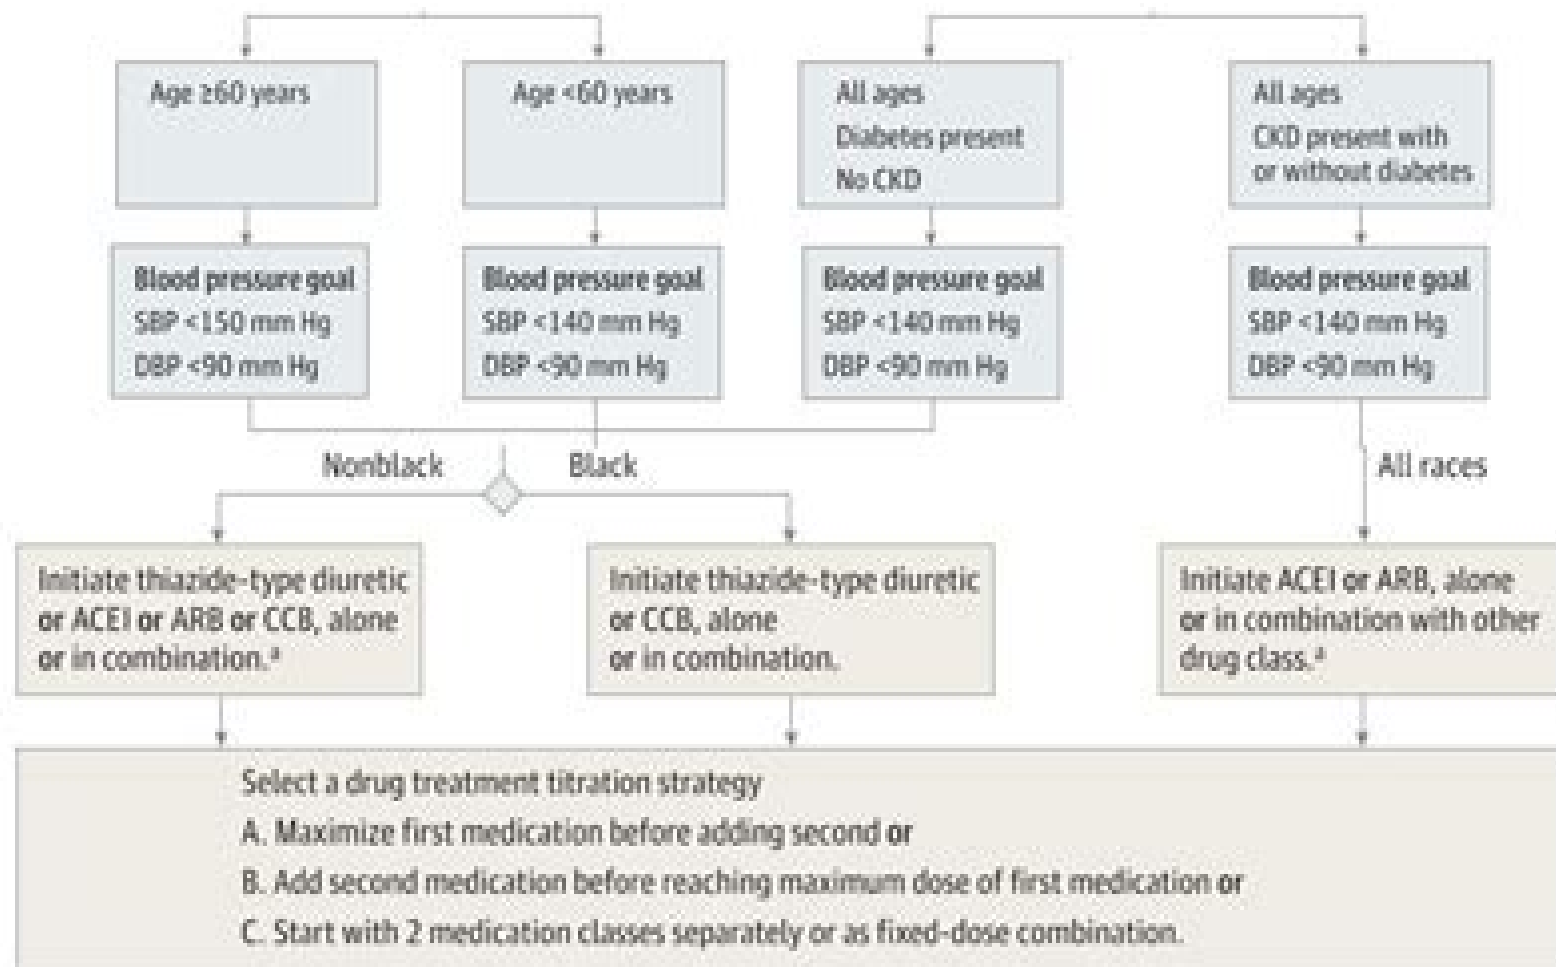 Age ≥60 years
Age <60 years
All ages
Diabetes present
No CKD
All ages
CKD present with
or without diabetes
Blood pressure goal
SBP <150 mm Hg
DBP <90 mm Hg
Blood pressure goal
SBP <140 mm Hg
DBP <90 mm Hg
Blood pressure goal
SBP <140 mm Hg
DBP <90 mm Hg
Blood pressure goal
SBP <140 mm Hg
DBP <90 mm Hg
Nonblack
Black
All races
Initiate thiazide-type diuretic
or ACEI or ARB or CCB, alone
or in combination.ª
Initiate thiazide-type diuretic
or CCB, alone
or in combination.
Initiate ACEI or ARB, alone
or in combination with other
drug class.ª
Select a drug treatment titration strategy
A. Maximize first medication before adding second or
B. Add second medication before reaching maximum dose of first medication or
C. Start with 2 medication classes separately or as fixed-dose combination.